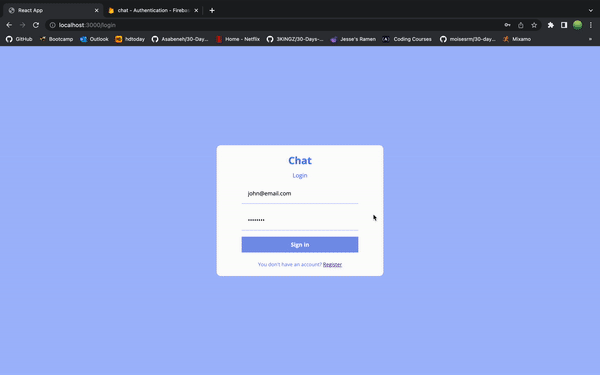 React App
chat - Authentication - Fireba
localhost:3000/login
GitHub
Bootcamp
Outlook
hdtoday
Asabeneh/30-Day...
Home - Netflix
3KINGZ/30-Days-...
Jesse's Ramen
Coding Courses
moisesrm/30-day...
Mixamo
»
Chat
Login
john@email.com
••••••••
Sign in
You don't have an account? Register